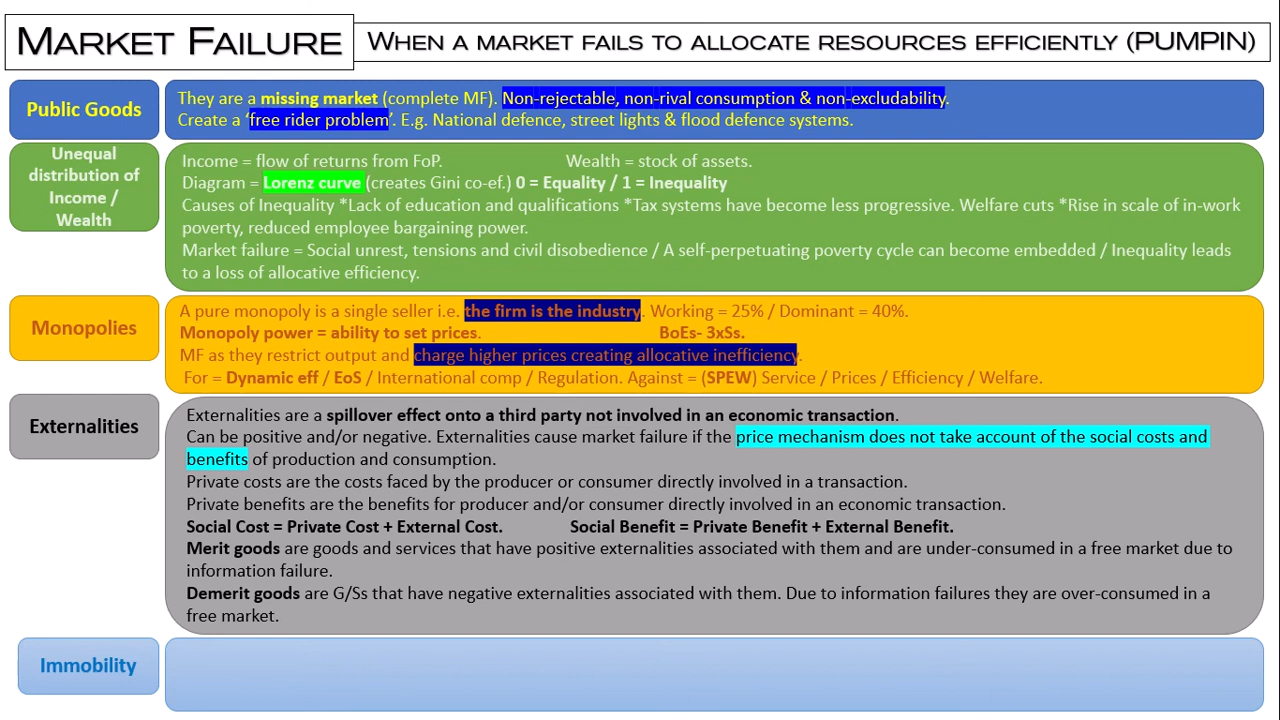 MARKET FAILURE
WHEN A MARKET FAILS TO ALLOCATE RESOURCES EFFICIENTLY (PUMPIN)
Public Goods
They are a missing market (complete MF). Non-rejectable, non-rival consumption & non-excludability.
Create a ‘free rider problem’. E.g. National defence, street lights & flood defence systems.
Unequal
distribution of
Income /
Wealth
Income = flow of returns from FoP. Wealth = stock of assets.
Diagram = Lorenz curve (creates Gini co-ef.) 0 = Equality / 1 = Inequality
Causes of Inequality *Lack of education and qualifications *Tax systems have become less progressive. Welfare cuts *Rise in scale of in-work
poverty, reduced employee bargaining power.
Market failure = Social unrest, tensions and civil disobedience / A self-perpetuating poverty cycle can become embedded / Inequality leads
to a loss of allocative efficiency.
Monopolies
A pure monopoly is a single seller i.e. the firm is the industry. Working = 25% / Dominant = 40%.
Monopoly power = ability to set prices. BoEs- 3xSs.
MF as they restrict output and charge higher prices creating allocative inefficiency.
For = Dynamic eff / EoS / International comp / Regulation. Against = (SPEW) Service / Prices / Efficiency / Welfare.
Externalities
Externalities are a spillover effect onto a third party not involved in an economic transaction.
Can be positive and/or negative. Externalities cause market failure if the price mechanism does not take account of the social costs and
benefits of production and consumption.
Private costs are the costs faced by the producer or consumer directly involved in a transaction.
Private benefits are the benefits for producer and/or consumer directly involved in an economic transaction.
Social Cost = Private Cost + External Cost. Social Benefit = Private Benefit + External Benefit.
Merit goods are goods and services that have positive externalities associated with them and are under-consumed in a free market due to
information failure.
Demerit goods are G/Ss that have negative externalities associated with them. Due to information failures they are over-consumed in a
free market.
Immobility